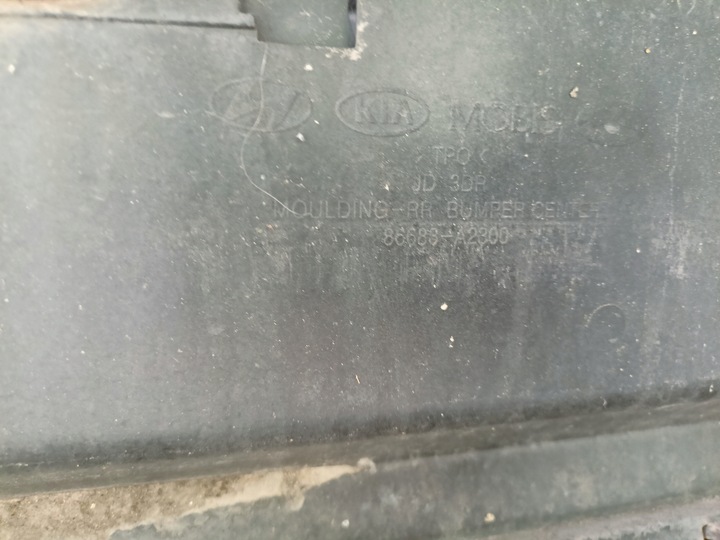 KIA MOBIS
> TPO <
JD 3DR
MOULDING-RR BUMPER CENTER
86683-A2300